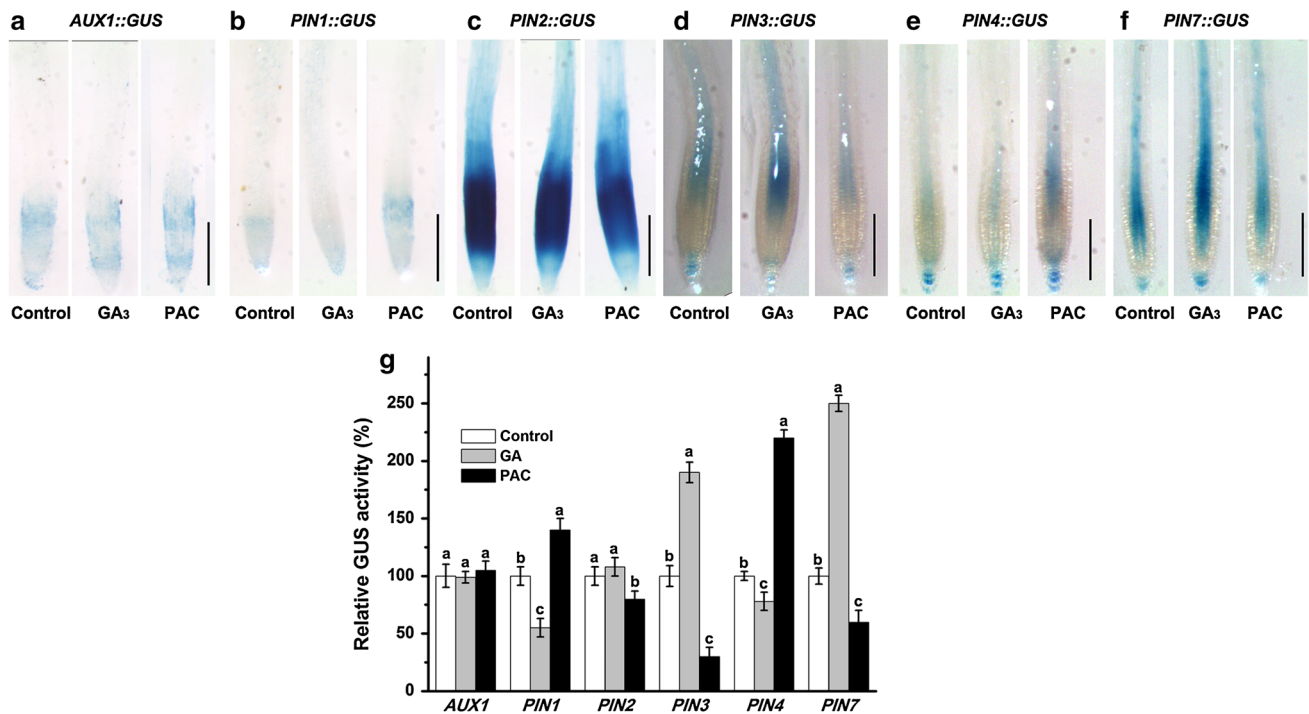 a AUX1::GUS b PIN1::GUS c PIN2::GUS d PIN3::GUS e PIN4::GUS f PIN7::GUS
Control GA3 PAC Control GA3 PAC Control GA3 PAC Control GA3 PAC Control GA3 PAC Control GA3 PAC
g
Relative GUS activity (%)
250
200
150
100
50
0
Control
GA
PAC
a a a b c a a a b b a c b c a b a c
AUX1 PIN1 PIN2 PIN3 PIN4 PIN7